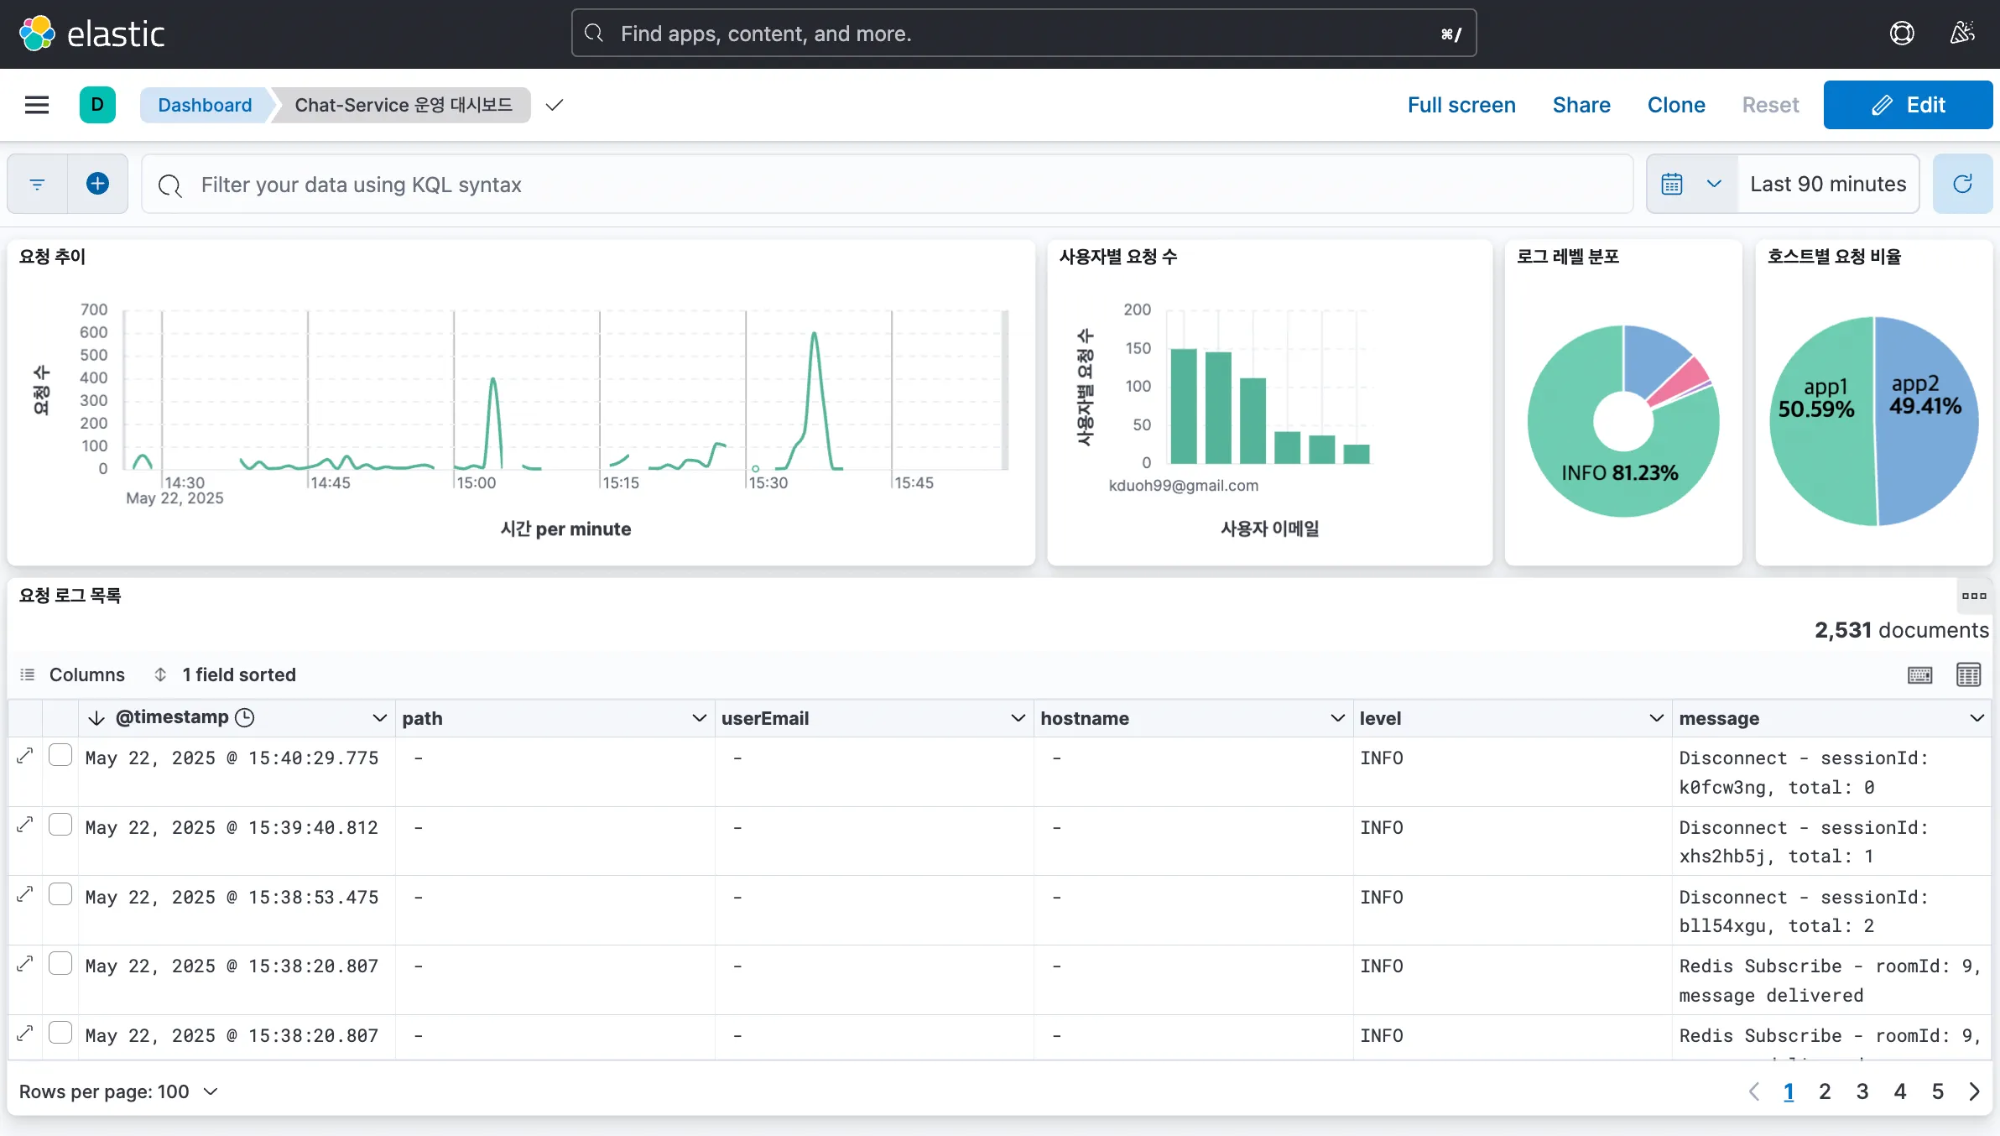 elastic
Find apps, content, and more.
⌘/
D
Dashboard
Chat-Service 운영 대시보드
Full screen
Share
Clone
Reset
Edit
Filter your data using KQL syntax
Last 90 minutes
요청 추이
700
600
500
400
300
200
100
0
요청 수
14:30
May 22, 2025
14:45
15:00
15:15
15:30
15:45
시간 per minute
사용자별 요청 수
200
150
100
50
0
사용자별 요청 수
kduoh99@gmail.com
사용자 이메일
로그 레벨 분포
INFO 81.23%
호스트별 요청 비율
app1
50.59%
app2
49.41%
요청 로그 목록
2,531 documents
Columns
1 field sorted
@timestamp path userEmail hostname level message
May 22, 2025 @ 15:40:29.775 - - - INFO Disconnect - sessionId:
k0fcw3ng, total: 0
May 22, 2025 @ 15:39:40.812 - - - INFO Disconnect - sessionId:
xhs2hb5j, total: 1
May 22, 2025 @ 15:38:53.475 - - - INFO Disconnect - sessionId:
bll54xgu, total: 2
May 22, 2025 @ 15:38:20.807 - - - INFO Redis Subscribe - roomId: 9,
message delivered
May 22, 2025 @ 15:38:20.807 - - - INFO Redis Subscribe - roomId: 9,
Rows per page: 100
1 2 3 4 5